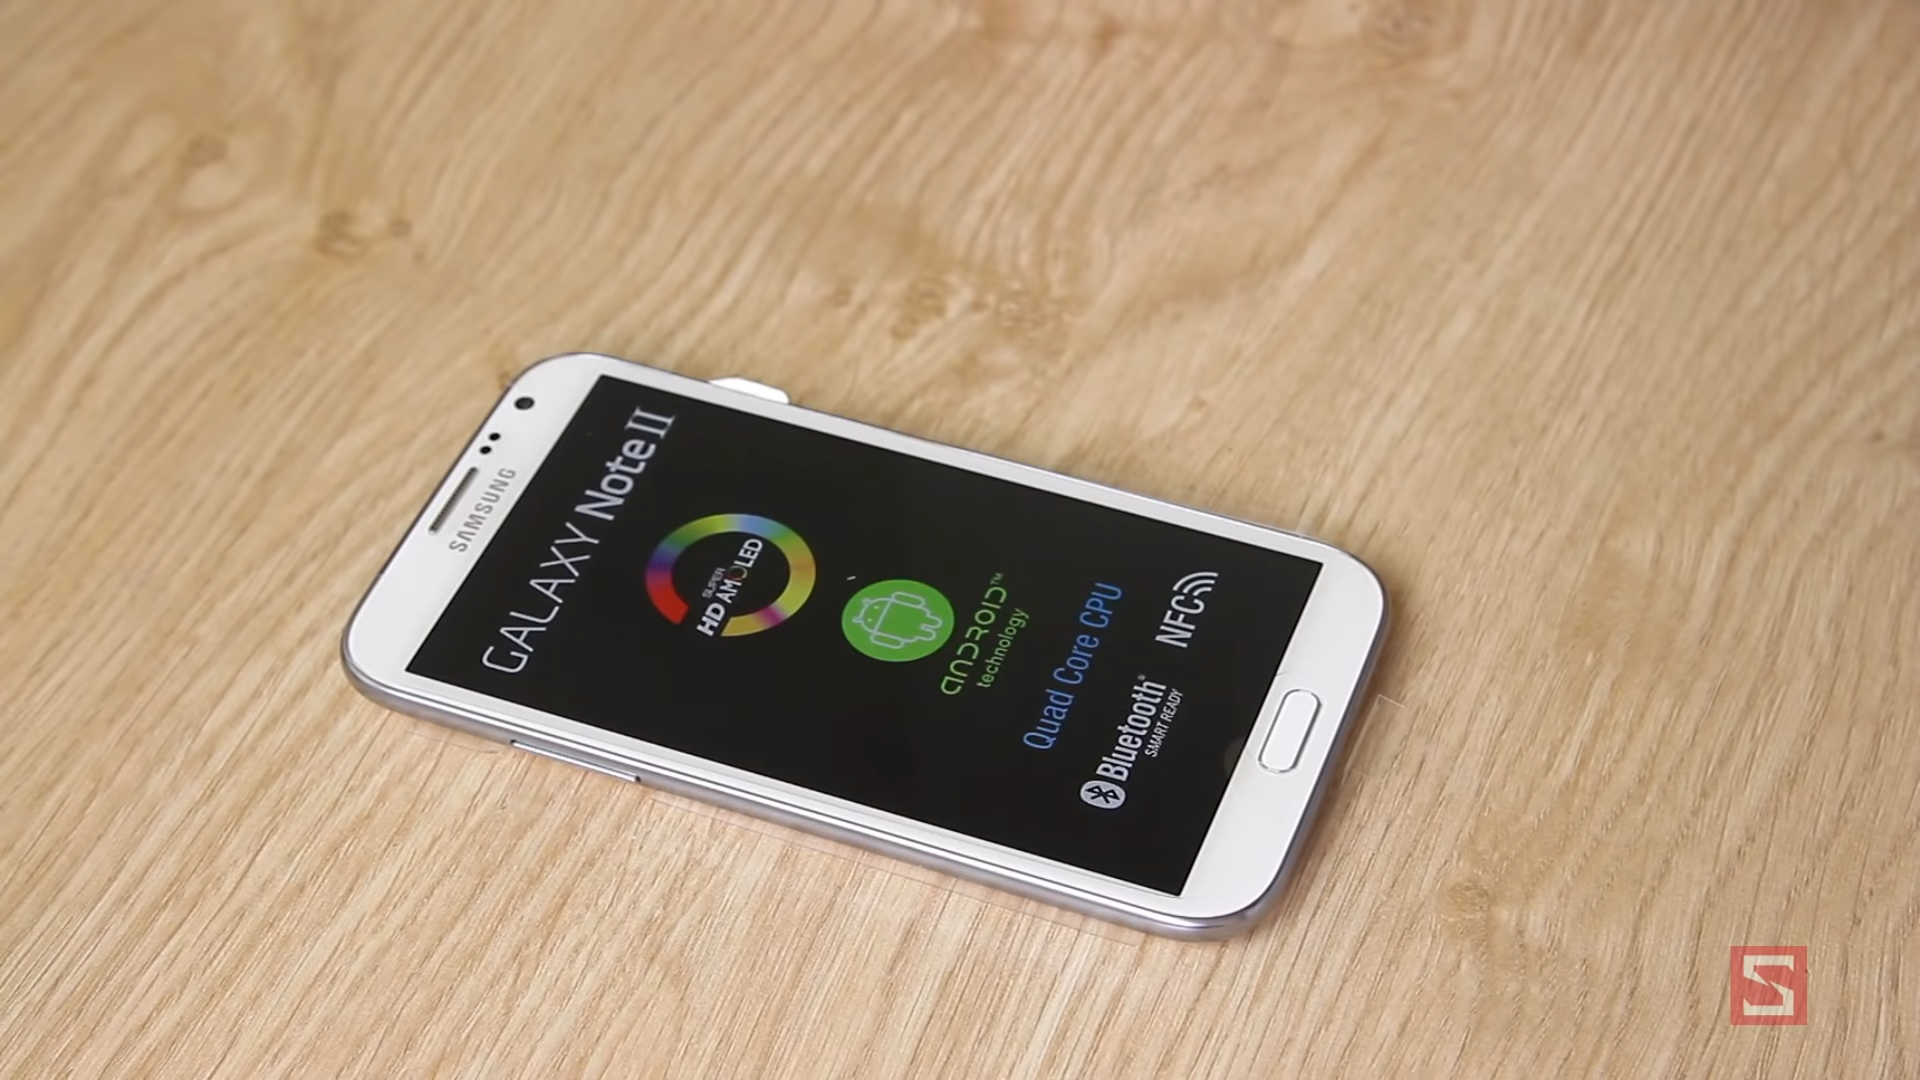 SAMSUNG
GALAXY Note II
SUPER
HD AMOLED
ANDROID™
technology
Quad Core CPU
Bluetooth®
SMART READY
NFC
S